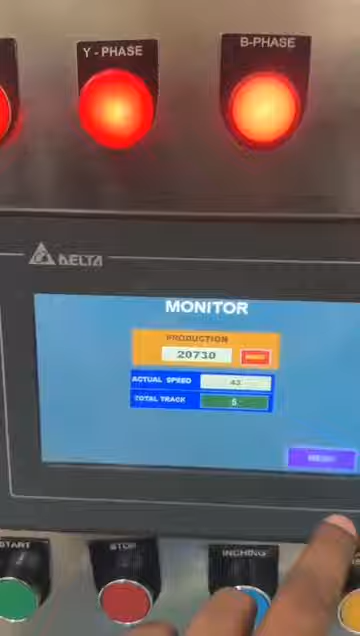 Y - PHASE
B-PHASE
DELTA
MONITOR
PRODUCTION
20730
ACTUAL SPEED
43
TOTAL TRACK
5
START
STOP
INCHING